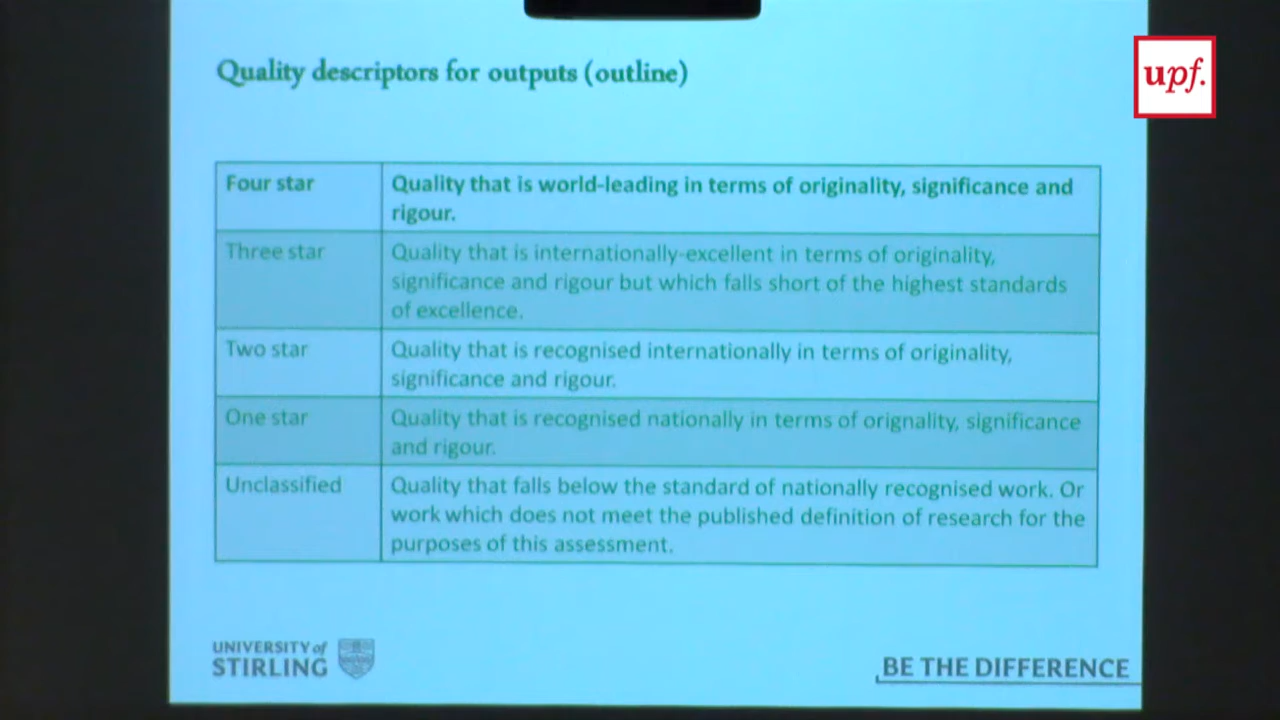 Quality descriptors for outputs (outline)
upf.
Four star
Quality that is world-leading in terms of originality, significance and
rigour.
Three star
Quality that is internationally-excellent in terms of originality,
significance and rigour but which falls short of the highest standards
of excellence.
Two star
Quality that is recognised internationally in terms of originality,
significance and rigour.
One star
Quality that is recognised nationally in terms of orignality, significance
and rigour.
Unclassified
Quality that falls below the standard of nationally recognised work. Or
work which does not meet the published definition of research for the
purposes of this assessment.
UNIVERSITY of
STIRLING
BE THE DIFFERENCE